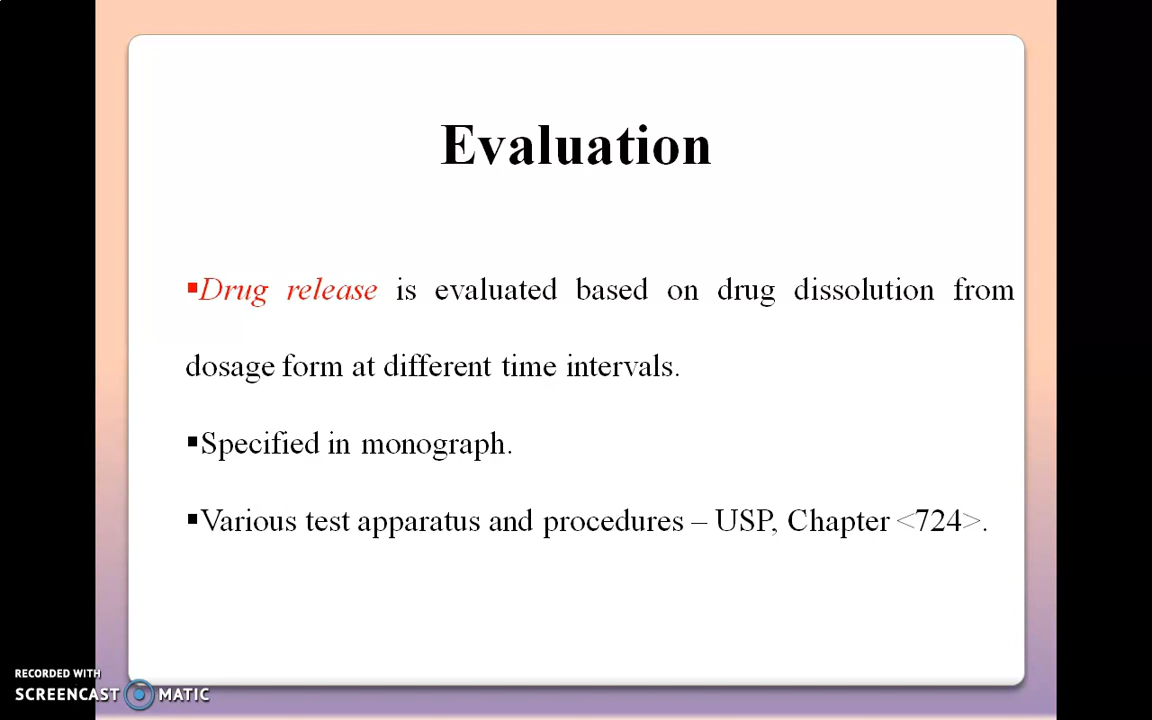 Evaluation
▪Drug release is evaluated based on drug dissolution from
dosage form at different time intervals.
▪Specified in monograph.
▪Various test apparatus and procedures – USP, Chapter <724>.
RECORDED WITH
SCREENCAST MATIC